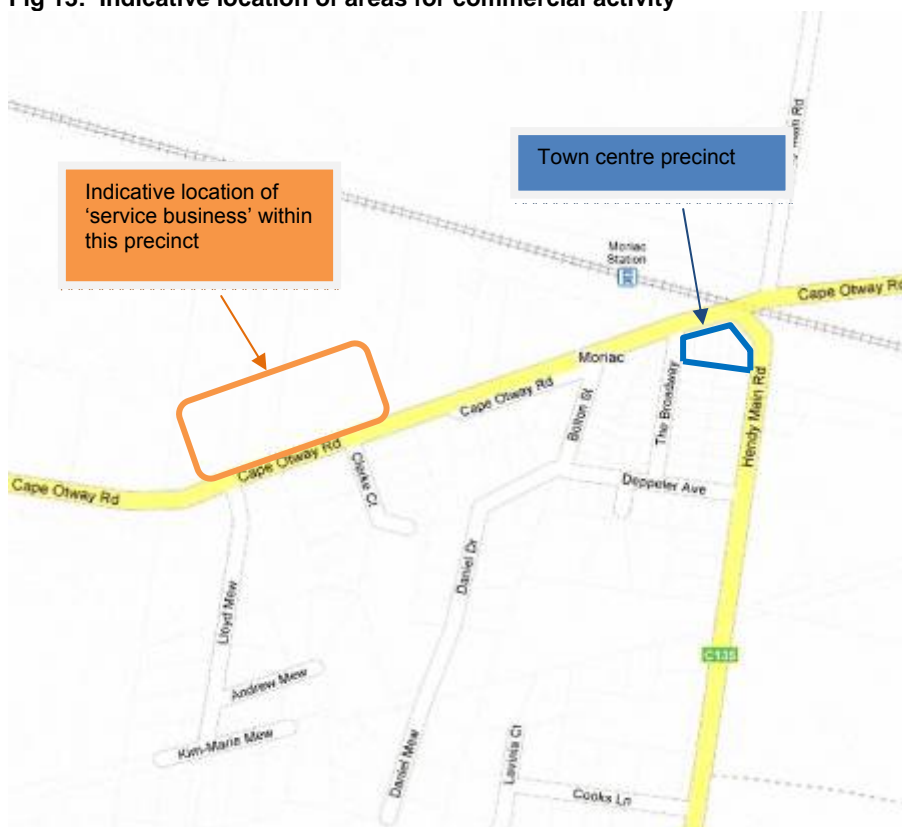 Fig 13: Indicative location of areas for commercial activity
Town centre precinct
Indicative location of
‘service business’ within
this precinct
Moriac
Station
Cape Otway Rd
Moriac
Cape Otway Rd
Bolton St
The Broadway
Hendy Main Rd
Cape Otway Rd
Clarke Ct
Deppeler Ave
Cape Otway Rd
Daniel Dr
Lloyd Mew
C135
Andrew Mew
Kim-Maria Mew
Daniel Mew
Lavinia Ct
Cooks Ln